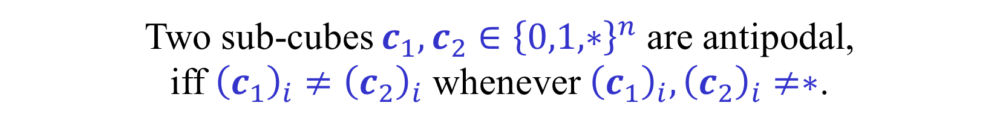 Two sub-cubes 𝒄₁, 𝒄₂ ∈ {0,1,∗}ⁿ are antipodal,
iff (𝒄₁)ᵢ ≠ (𝒄₂)ᵢ whenever (𝒄₁)ᵢ, (𝒄₂)ᵢ ≠∗.